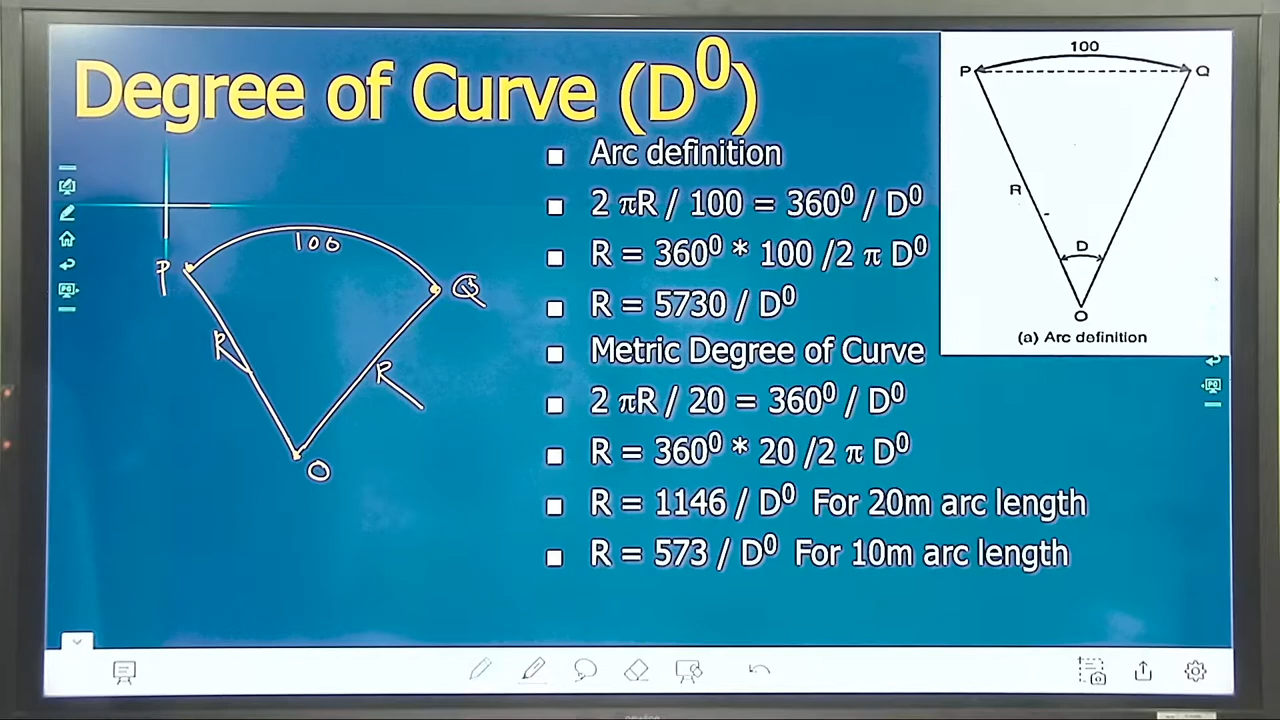 Degree of Curve (D⁰)
Arc definition
2 πR / 100 = 360⁰ / D⁰
R = 360⁰ * 100 /2 π D⁰
R = 5730 / D⁰
Metric Degree of Curve
2 πR / 20 = 360⁰ / D⁰
R = 360⁰ * 20 /2 π D⁰
R = 1146 / D⁰ For 20m arc length
R = 573 / D⁰ For 10m arc length
100
P Q
R
D
O
(a) Arc definition
100
P Q
R R
O
PG
PG